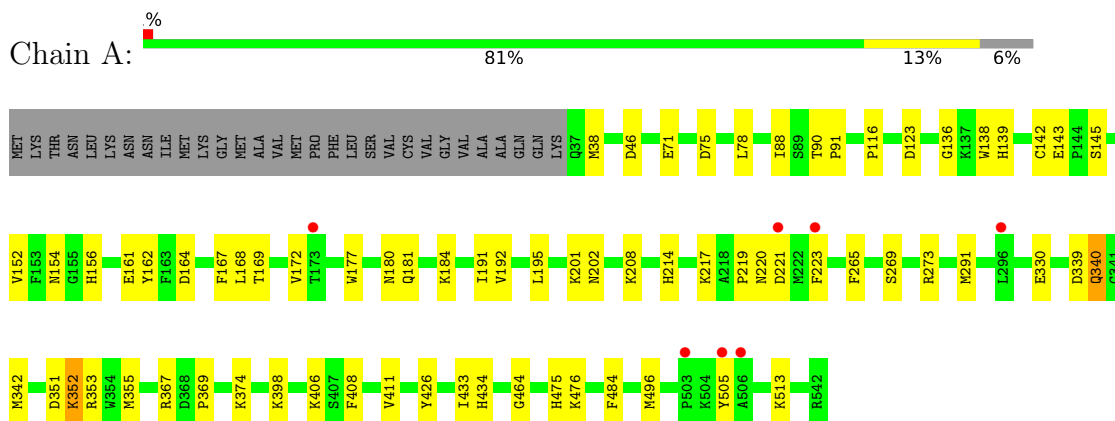 .%
Chain A:
81% 13% 6%
MET LYS THR ASN LEU LYS ASN ASN ILE MET LYS GLY MET ALA VAL MET PRO PHE LEU SER VAL CYS VAL GLY VAL ALA ALA GLN GLN LYS Q37 M38 D46 E71 D75 L78 I88 S89 T90 P91 P116 D123 G136 K137 W138 H139 C142 E143 P144 S145
V152 F153 N154 G155 H156 E161 Y162 F163 D164 F167 L168 T169 V172 T173 W177 N180 Q181 K184 I191 V192 L195 K201 N202 K208 H214 K217 A218 P219 N220 D221 M222 F223 F265 S269 R273 M291 L296 E330 D339 Q340 G341
M342 D351 K352 R353 W354 M355 R367 D368 P369 K374 K398 K406 S407 F408 V411 Y426 I433 H434 G464 H475 K476 F484 M496 P503 K504 Y505 A506 K513 R542